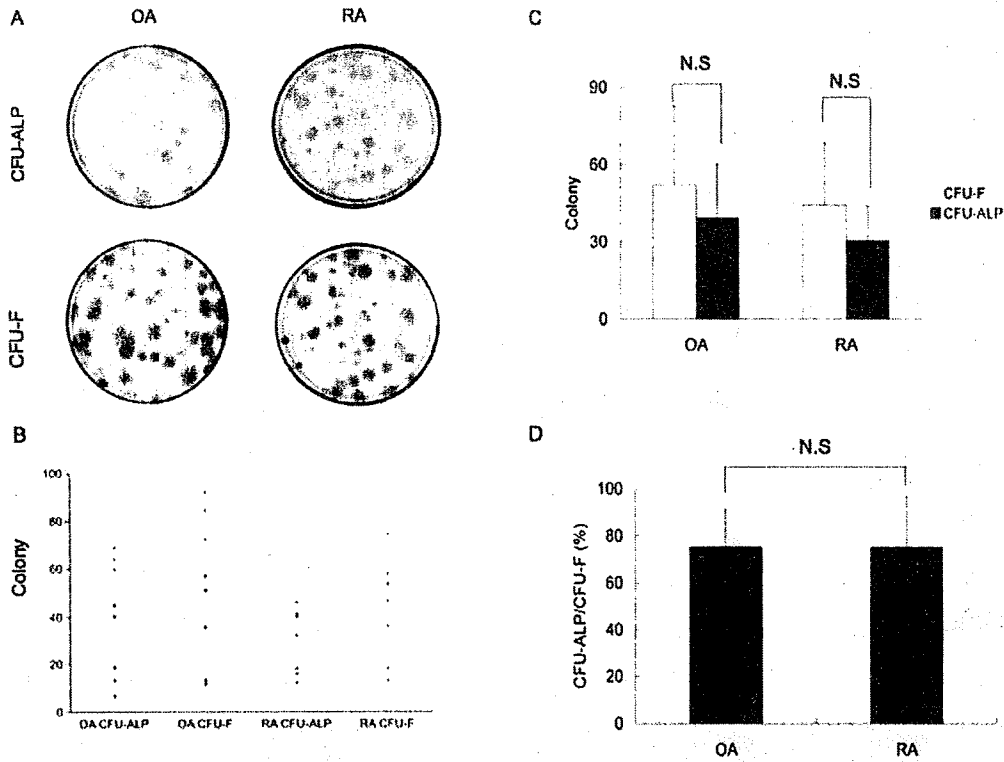 A
OA
RA
CFU-ALP
CFU-F
B
Colony
100
80
60
40
20
0
OA CFU-ALP
OA CFU-F
RA CFU-ALP
RA CFU-F
C
N.S
N.S
Colony
90
60
30
0
OA
RA
CFU-F
CFU-ALP
D
N.S
CFU-ALP/CFU-F (%)
100
80
60
40
20
0
OA
RA